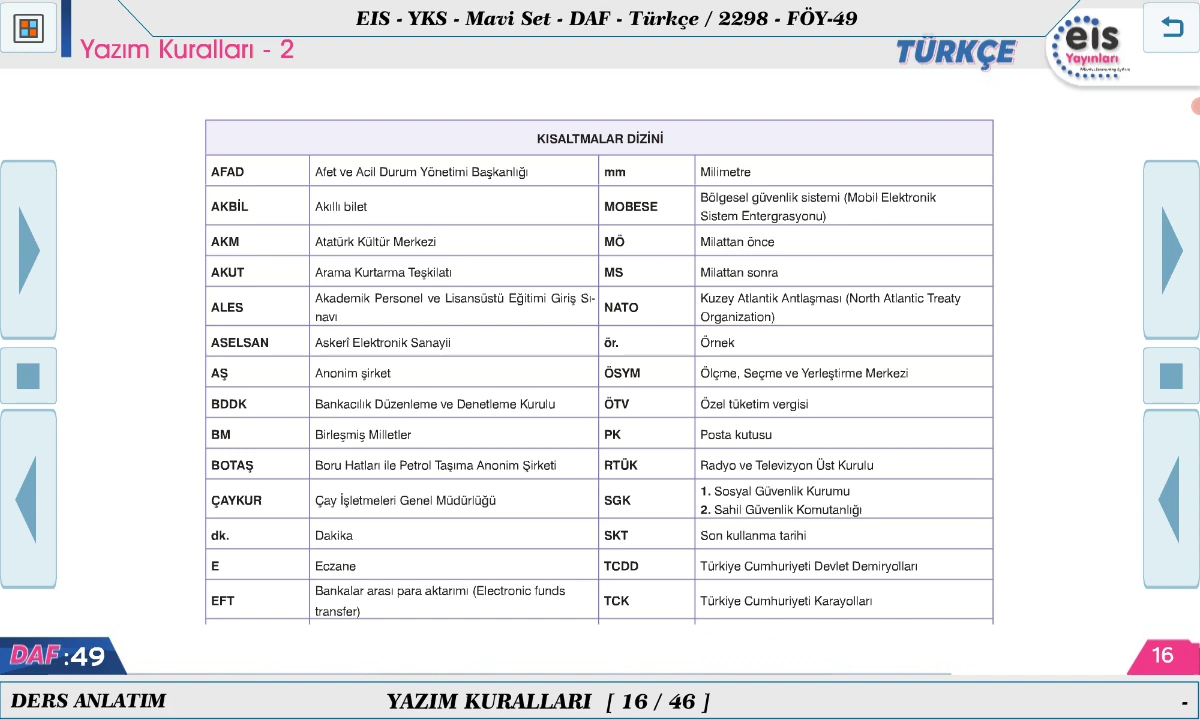 EIS - YKS - Mavi Set - DAF - Türkçe / 2298 - FÖY-49
Yazım Kuralları - 2
TÜRKÇE
eis
Yayınları
KISALTMALAR DİZİNİ
AFAD Afet ve Acil Durum Yönetimi Başkanlığı mm Milimetre
AKBİL Akıllı bilet MOBESE Bölgesel güvenlik sistemi (Mobil Elektronik
Sistem Entergrasyonu)
AKM Atatürk Kültür Merkezi MÖ Milattan önce
AKUT Arama Kurtarma Teşkilatı MS Milattan sonra
ALES Akademik Personel ve Lisansüstü Eğitimi Giriş Sı-
navı NATO Kuzey Atlantik Antlaşması (North Atlantic Treaty
Organization)
ASELSAN Askerî Elektronik Sanayii ör. Örnek
AŞ Anonim şirket ÖSYM Ölçme, Seçme ve Yerleştirme Merkezi
BDDK Bankacılık Düzenleme ve Denetleme Kurulu ÖTV Özel tüketim vergisi
BM Birleşmiş Milletler PK Posta kutusu
BOTAŞ Boru Hatları ile Petrol Taşıma Anonim Şirketi RTÜK Radyo ve Televizyon Üst Kurulu
ÇAYKUR Çay İşletmeleri Genel Müdürlüğü SGK 1. Sosyal Güvenlik Kurumu
2. Sahil Güvenlik Komutanlığı
dk. Dakika SKT Son kullanma tarihi
E Eczane TCDD Türkiye Cumhuriyeti Devlet Demiryolları
EFT Bankalar arası para aktarımı (Electronic funds
transfer) TCK Türkiye Cumhuriyeti Karayolları
DAF :49
16
DERS ANLATIM
YAZIM KURALLARI [ 16 / 46 ]
-